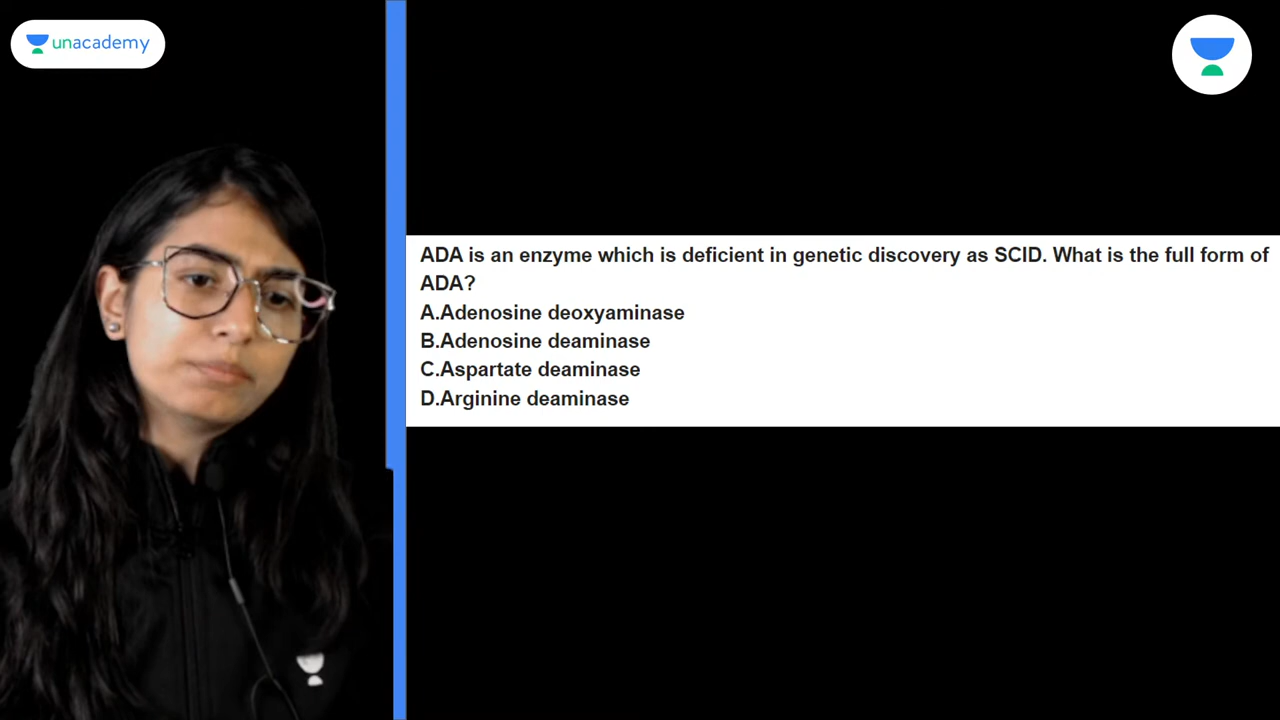 unacademy
ADA is an enzyme which is deficient in genetic discovery as SCID. What is the full form of
ADA?
A.Adenosine deoxyaminase
B.Adenosine deaminase
C.Aspartate deaminase
D.Arginine deaminase